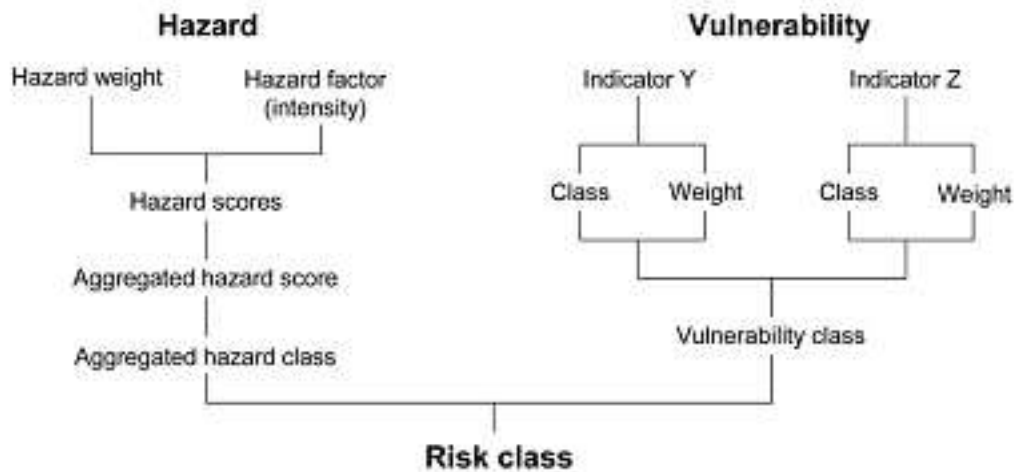 Hazard
Vulnerability
Hazard weight
Hazard factor
(intensity)
Indicator Y
Indicator Z
Class
Weight
Class
Weight
Hazard scores
Aggregated hazard score
Vulnerability class
Aggregated hazard class
Risk class